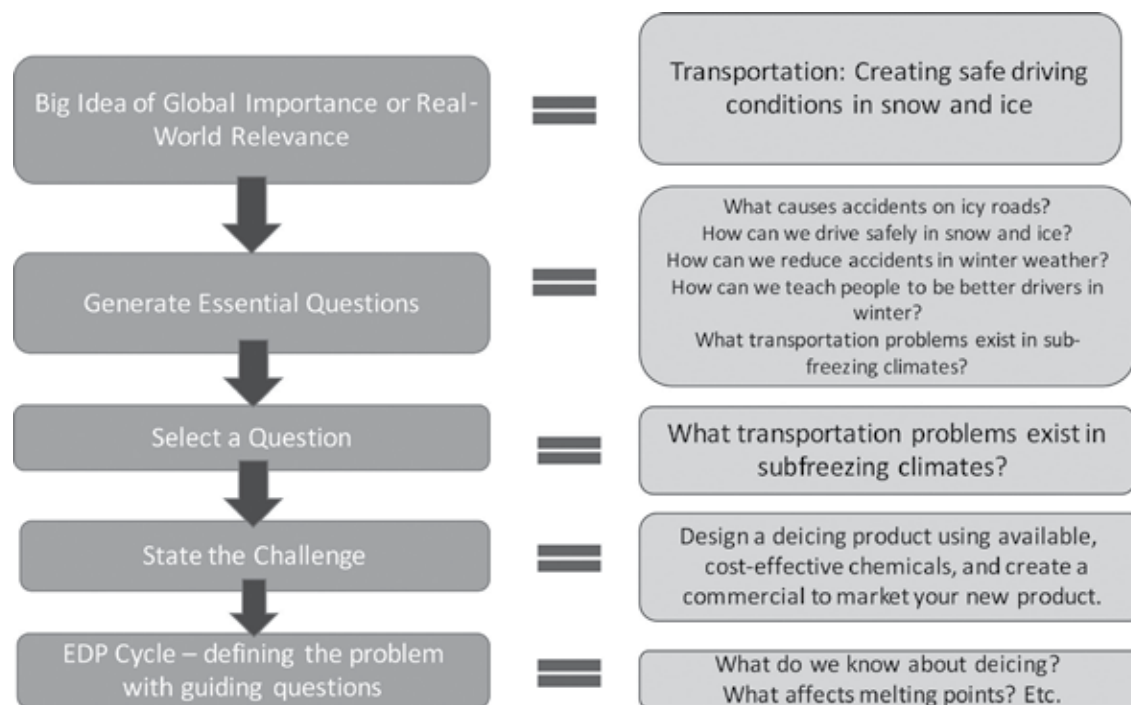 Big Idea of Global Importance or Real-
World Relevance
Transportation: Creating safe driving
conditions in snow and ice
Generate Essential Questions
What causes accidents on icy roads?
How can we drive safely in snow and ice?
How can we reduce accidents in winter weather?
How can we teach people to be better drivers in
winter?
What transportation problems exist in sub-
freezing climates?
Select a Question
What transportation problems exist in
subfreezing climates?
State the Challenge
Design a deicing product using available,
cost-effective chemicals, and create a
commercial to market your new product.
EDP Cycle – defining the problem
with guiding questions
What do we know about deicing?
What affects melting points? Etc.